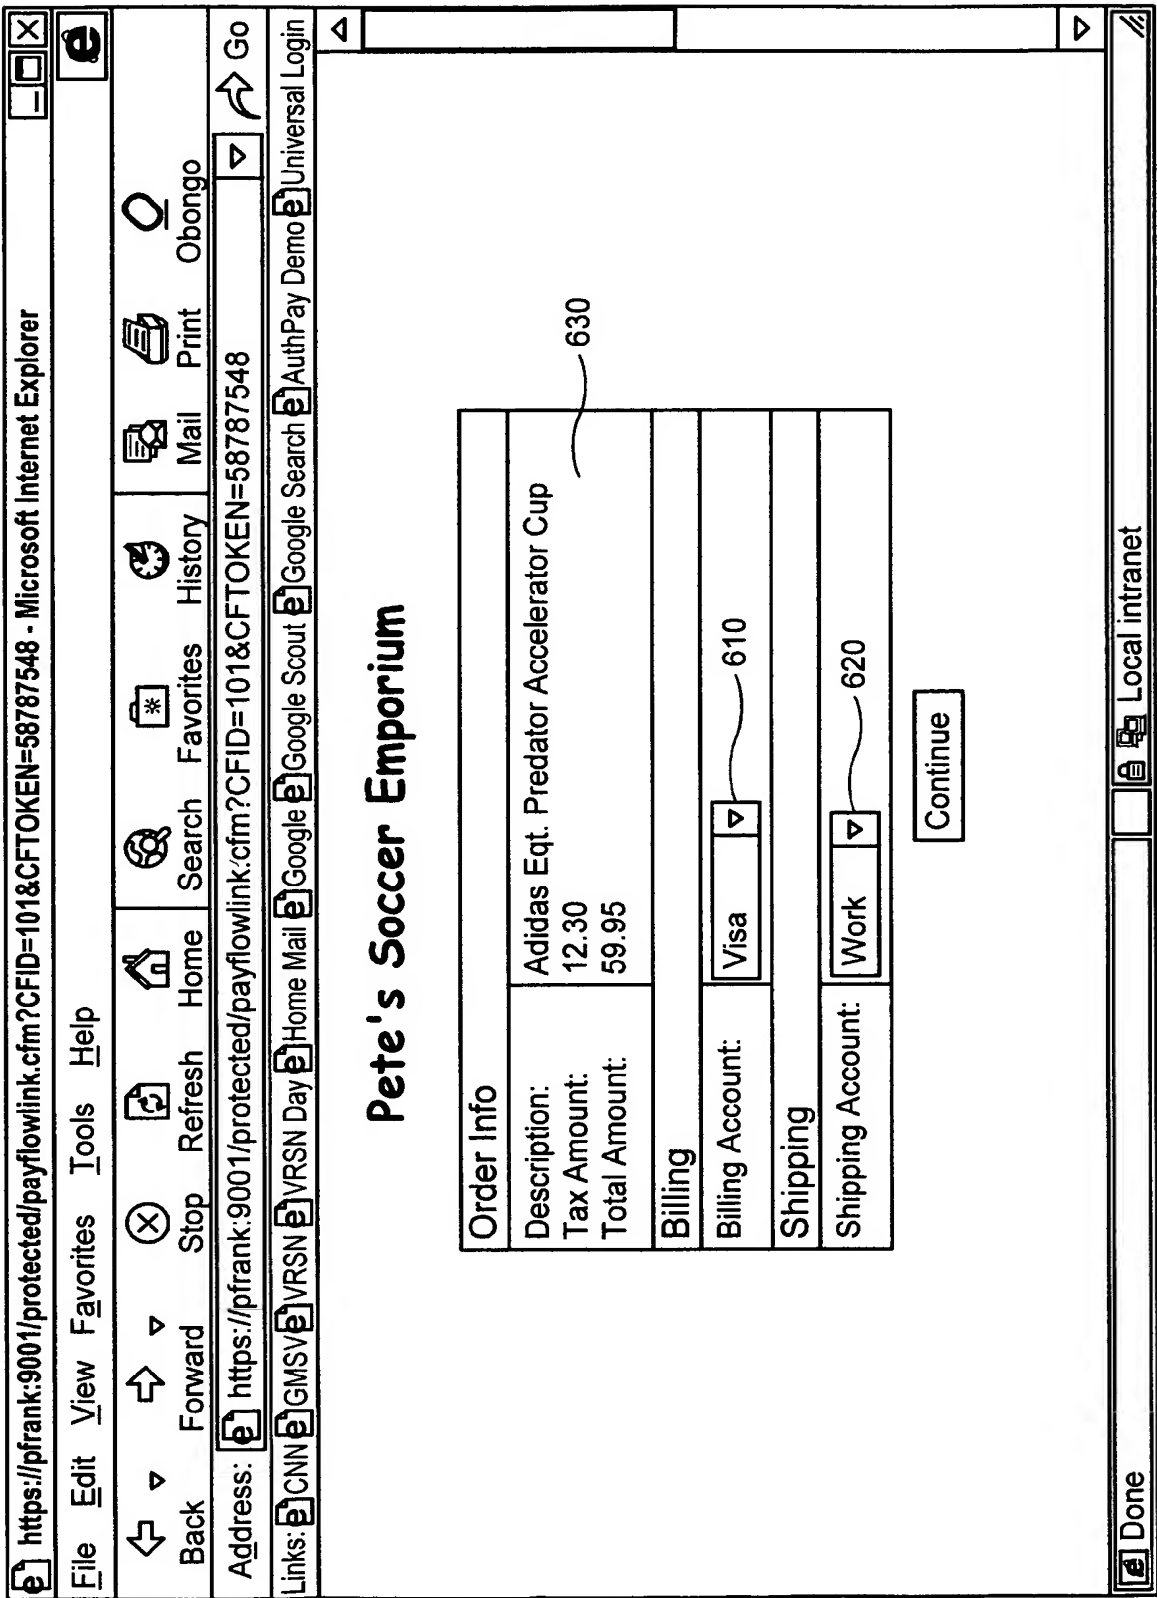 https://pfrank:9001/protected/payflowlink.cfm?CFID=101&CFTOKEN=58787548 - Microsoft Internet Explorer
File Edit View Favorites Tools Help
Back Forward Stop Refresh Home Search Favorites History Mail Print Obongo
Address: https://pfrank:9001/protected/payflowlink.cfm?CFID=101&CFTOKEN=58787548 Go
Links: CNN GMSV VRSN VRSN Day Home Mail Google Google Scout Google Search AuthPay Demo Universal Login
Pete's Soccer Emporium
Order Info
Description: Adidas Eqt. Predator Accelerator Cup
Tax Amount: 12.30
Total Amount: 59.95
630
Billing
Billing Account: Visa 610
Shipping
Shipping Account: Work 620
Continue
Done Local intranet